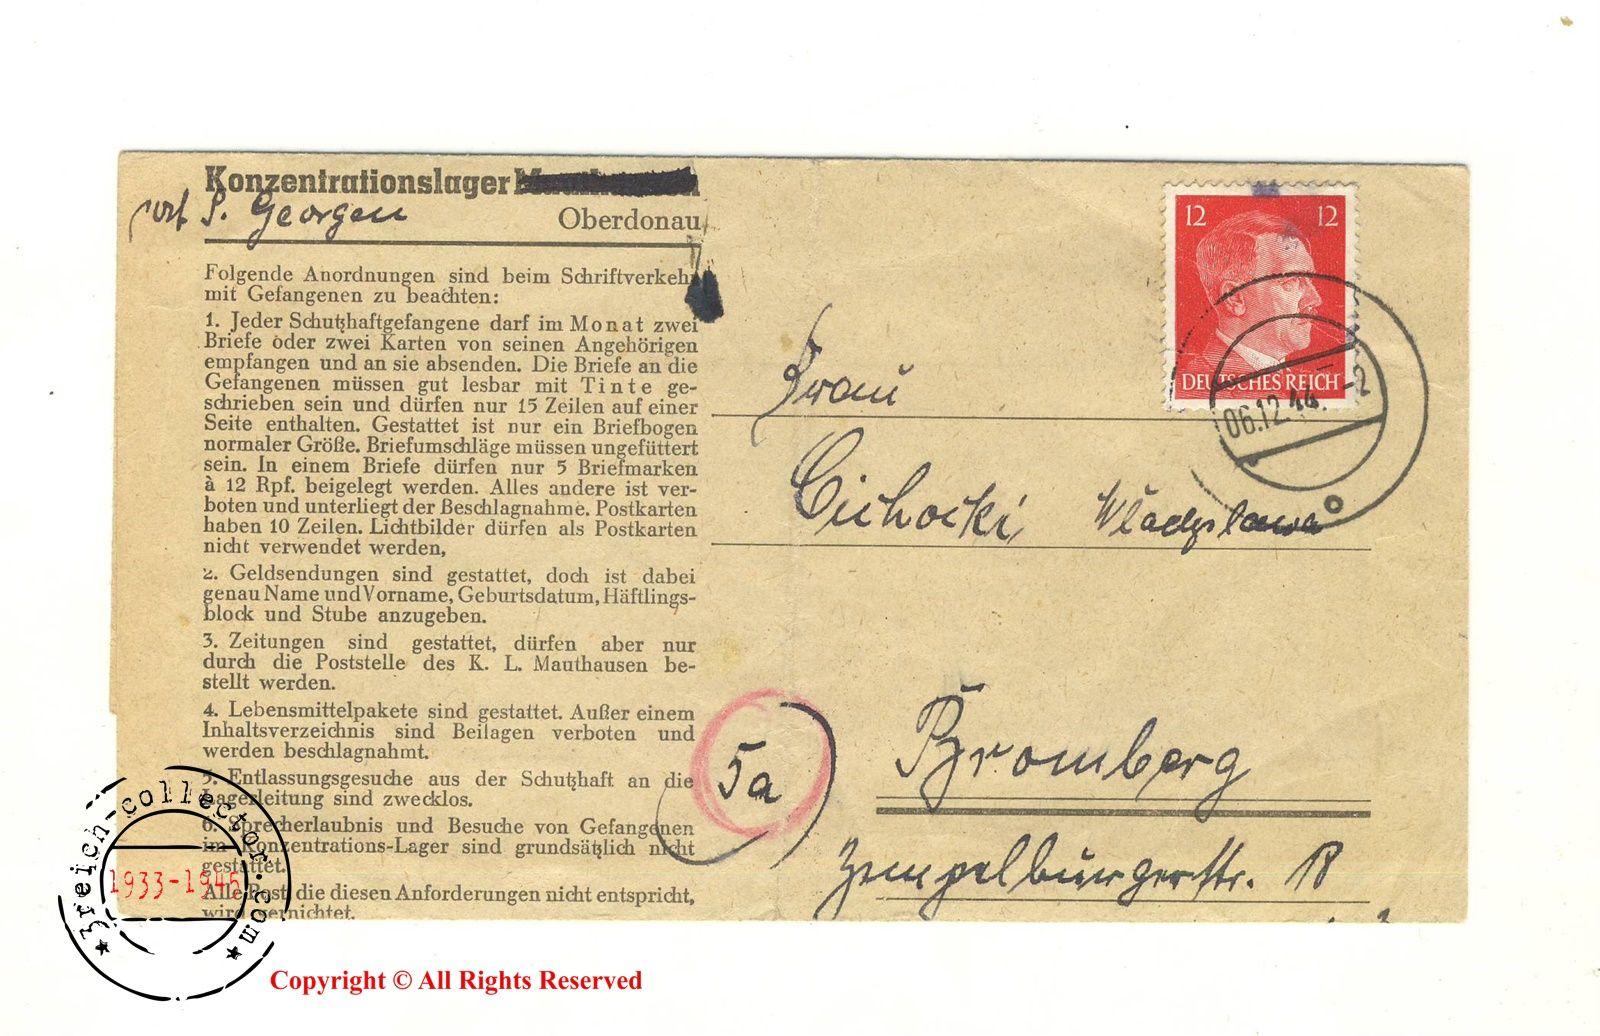 Konzentrationslager
S. Georgen
Oberdonau
Folgende Anordnungen sind beim Schriftverkehr
mit Gefangenen zu beachten:
1. Jeder Schutzhaftgefangene darf im Monat zwei
Briefe oder zwei Karten von seinen Angehörigen
empfangen und an sie absenden. Die Briefe an die
Gefangenen müssen gut lesbar mit Tinte ge-
schrieben sein und dürfen nur 15 Zeilen auf einer
Seite enthalten. Gestattet ist nur ein Briefbogen
normaler Größe. Briefumschläge müssen ungefüttert
sein. In einem Briefe dürfen nur 5 Briefmarken
à 12 Rpf. beigelegt werden. Alles andere ist ver-
boten und unterliegt der Beschlagnahme. Postkarten
haben 10 Zeilen. Lichtbilder dürfen als Postkarten
nicht verwendet werden,
2. Geldsendungen sind gestattet, doch ist dabei
genau Name und Vorname, Geburtsdatum, Häftlings-
block und Stube anzugeben.
3. Zeitungen sind gestattet, dürfen aber nur
durch die Poststelle des K. L. Mauthausen be-
stellt werden.
4. Lebensmittelpakete sind gestattet. Außer einem
Inhaltsverzeichnis sind Beilagen verboten und
werden beschlagnahmt.
5. Entlassungsgesuche aus der Schutzhaft an die
Lagerleitung sind zwecklos.
6. Sprecherlaubnis und Besuche von Gefangenen
im Konzentrations-Lager sind grundsätzlich nicht
gestattet.
Alle Post, die diesen Anforderungen nicht entspricht,
wird vernichtet.
12 12
DEUTSCHES REICH
06.12.44.-2
Frau
Cichocki, Wladyslawa
5a
Bromberg
Zempelburgerstr. 18
3reich-collector.com
1933-1945
Copyright © All Rights Reserved